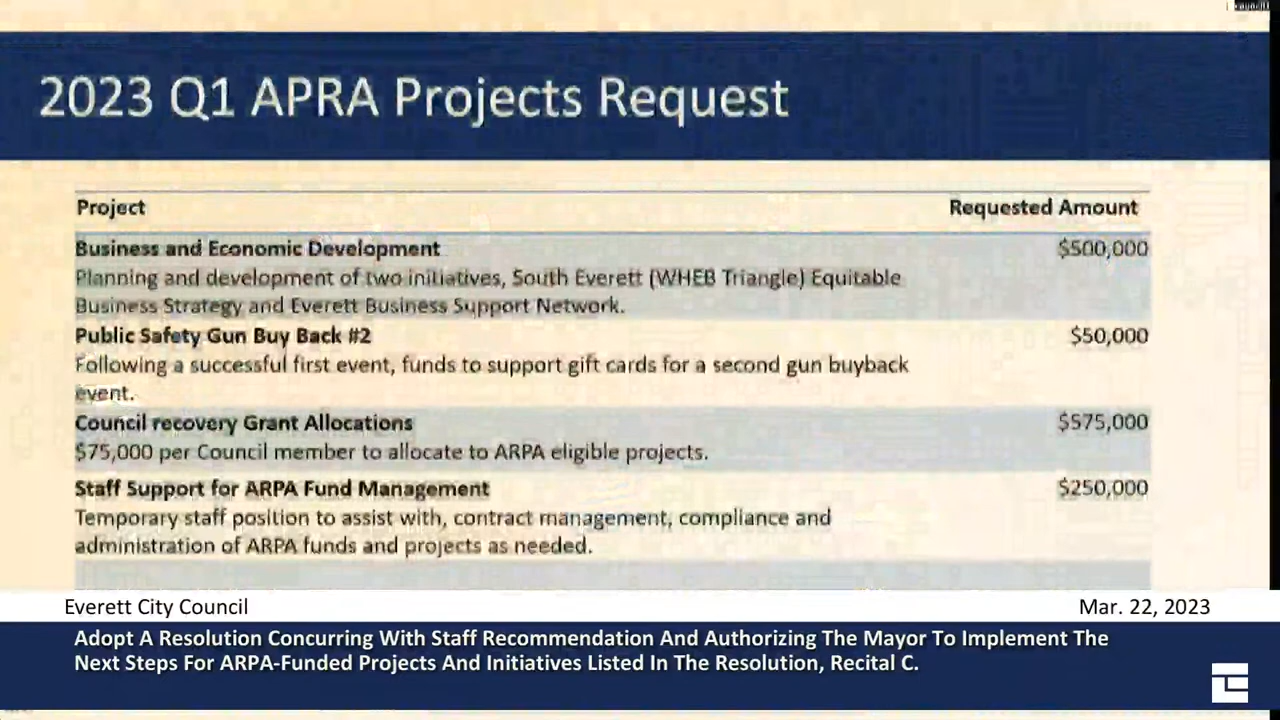 2023 Q1 APRA Projects Request
Project Requested Amount
Business and Economic Development $500,000
Planning and development of two initiatives, South Everett (WHEB Triangle) Equitable
Business Strategy and Everett Business Support Network.
Public Safety Gun Buy Back #2 $50,000
Following a successful first event, funds to support gift cards for a second gun buyback
event.
Council recovery Grant Allocations $575,000
$75,000 per Council member to allocate to ARPA eligible projects.
Staff Support for ARPA Fund Management $250,000
Temporary staff position to assist with, contract management, compliance and
administration of ARPA funds and projects as needed.
Everett City Council Mar. 22, 2023
Adopt A Resolution Concurring With Staff Recommendation And Authorizing The Mayor To Implement The
Next Steps For ARPA-Funded Projects And Initiatives Listed In The Resolution, Recital C.